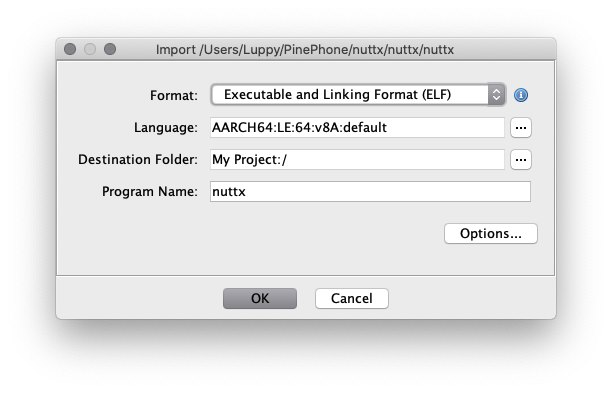 Import /Users/Luppy/PinePhone/nuttx/nuttx/nuttx
Format: Executable and Linking Format (ELF)
Language: AARCH64:LE:64:v8A:default ...
Destination Folder: My Project:/ ...
Program Name: nuttx
Options...
OK Cancel